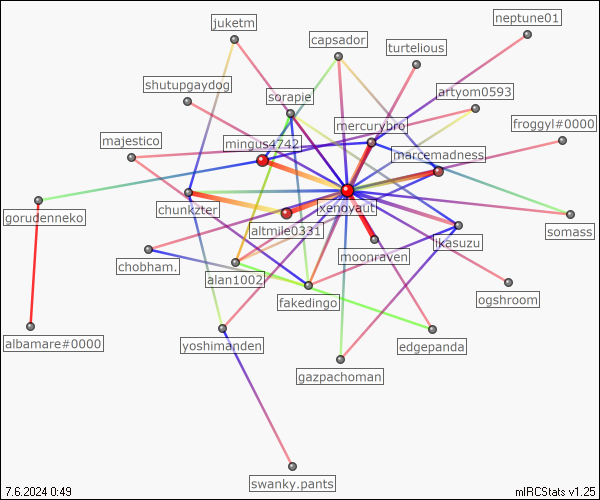 neptune01
juketm
capsador
turtelious
shutupgaydog
artyom0593
sorapie
mercurybro
froggyl#0000
majestico
mingus4742
marcemadness
xenoyaut
chunkzter
gorudenneko
altmile0331
ikasuzu
somass
moonraven
chobham.
alan1002
ogshroom
fakedingo
albamare#0000
yoshimanden
edgepanda
gazpachoman
swanky.pants
7.6.2024 0:49
mIRCStats v1.25